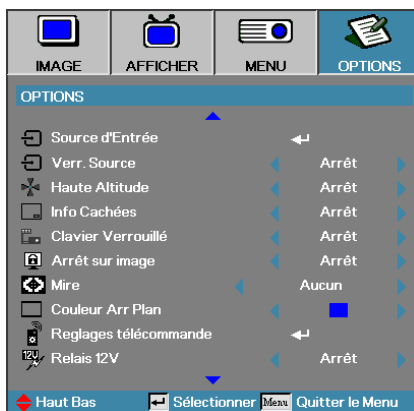 IMAGE AFFICHER MENU OPTIONS
OPTIONS
Source d'Entrée
Verr. Source Arrêt
Haute Altitude Arrêt
Info Cachées Arrêt
Clavier Verrouillé Arrêt
Arrêt sur image Arrêt
Mire Aucun
Couleur Arr Plan
Reglages télécommande
12V Relais 12V Arrêt
Haut Bas Sélectionner Menu Quitter le Menu